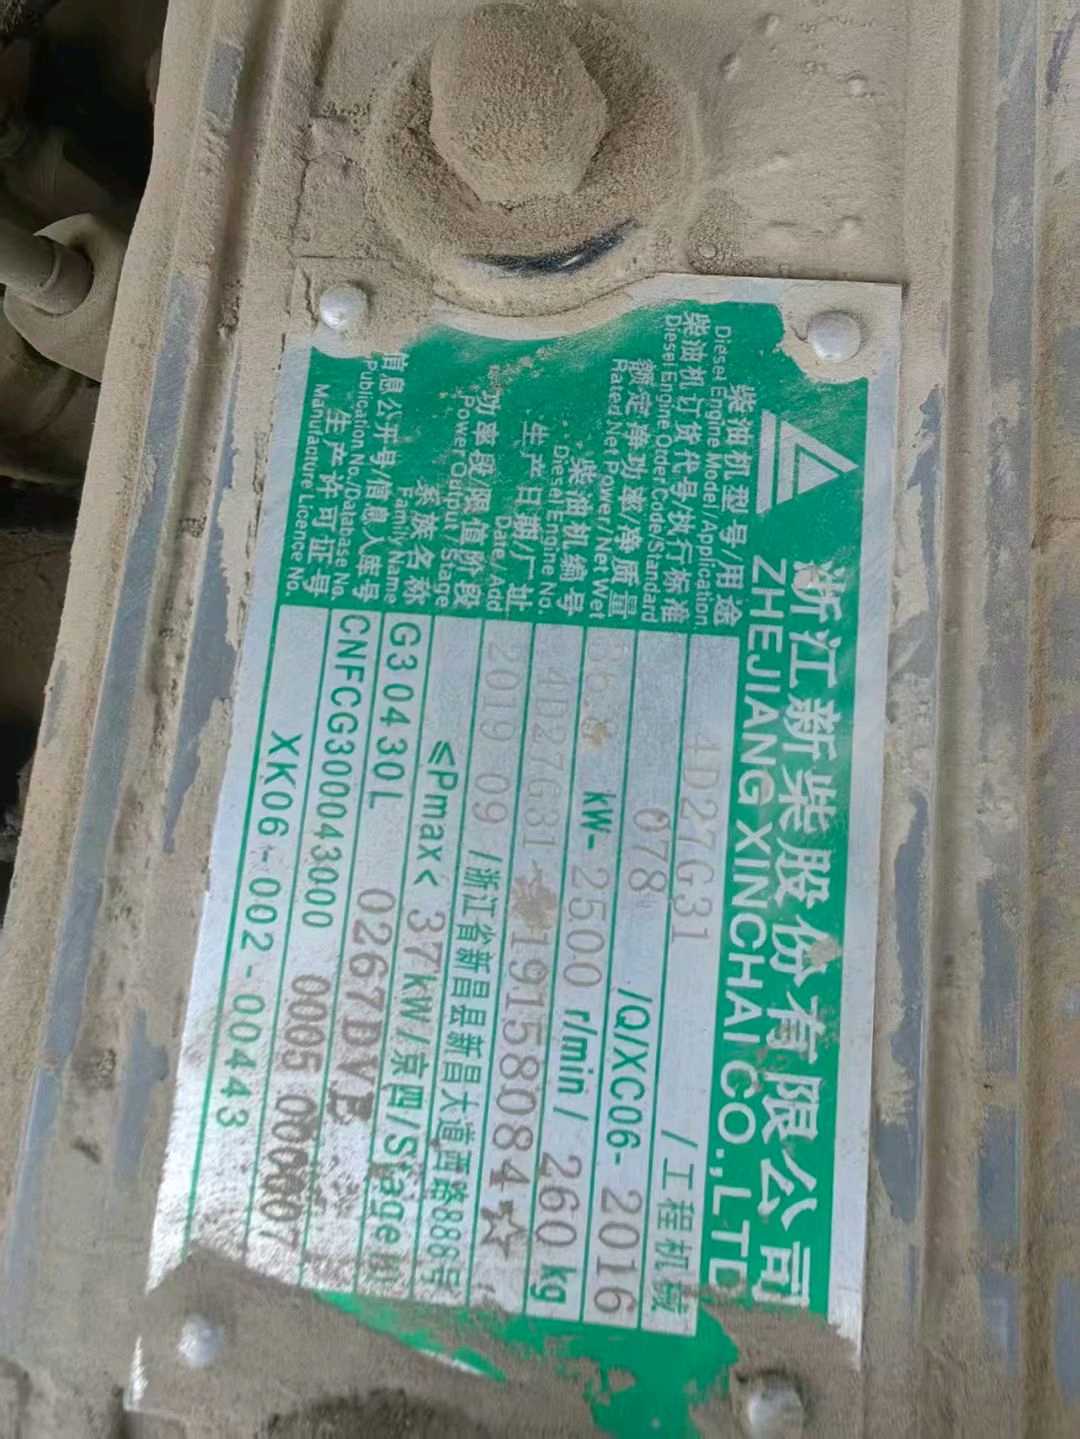 浙江新柴股份有限公司
ZHEJIANG XINCHAI CO.,LTD
柴油机型号/用途 4D27G31 /工程机械
Diesel Engine Model/Application
柴油机订货代号/执行标准 078 /Q/XC06-2016
Diesel Engine Order Code/Standard
额定净功率/净质量 kW-2500 r/min/ 260 kg
Rated Net Power/Net Wet
柴油机编号 4D27G31 191580844☆
Diesel Engine No.
生产日期/厂址 2019 09 /浙江省新昌县新昌大道西路888号
Date/Add
功率段/限值阶段 ≤Pmax< 37kW/京四/Stage
Power Output / Stage
系族名称 G30430L 0267DVE
Family Name
信息公开号/信息入库号 CNFCG300043000 0005 000007
Publication No./Database No.
生产许可证号 XK06-002-00443
Manufacture Licence No.